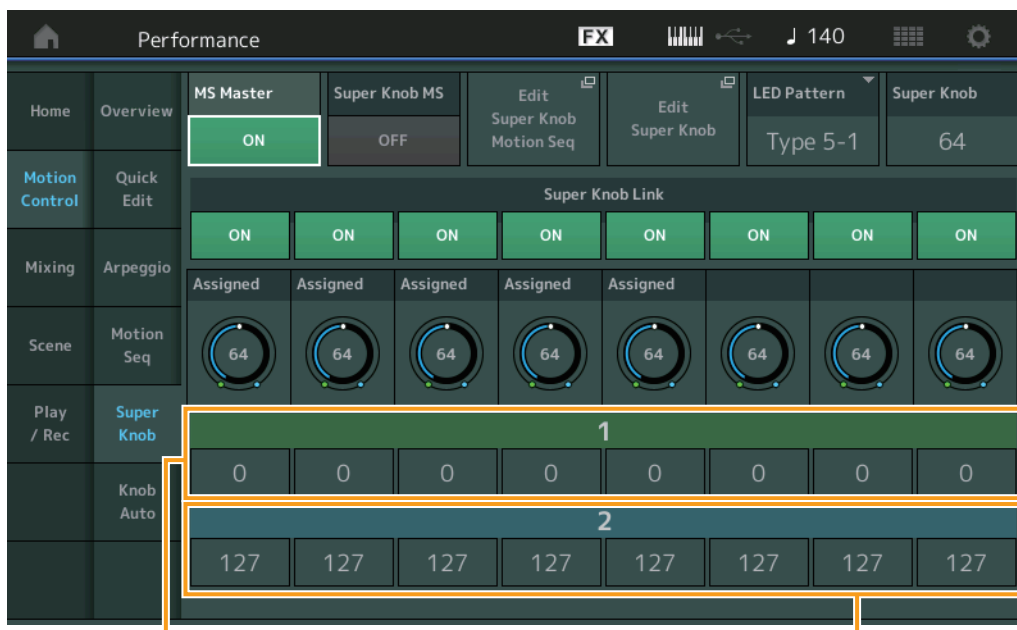 Performance
FX
140
Home
Overview
MS Master
ON
Super Knob MS
OFF
Edit
Super Knob
Motion Seq
Edit
Super Knob
LED Pattern
Type 5-1
Super Knob
64
Motion
Control
Quick
Edit
Super Knob Link
ON ON ON ON ON ON ON ON
Mixing
Arpeggio
Assigned Assigned Assigned Assigned Assigned
Scene
Motion
Seq
64 64 64 64 64 64 64 64
Play
/ Rec
Super
Knob
1
0 0 0 0 0 0 0 0
Knob
Auto
2
127 127 127 127 127 127 127 127